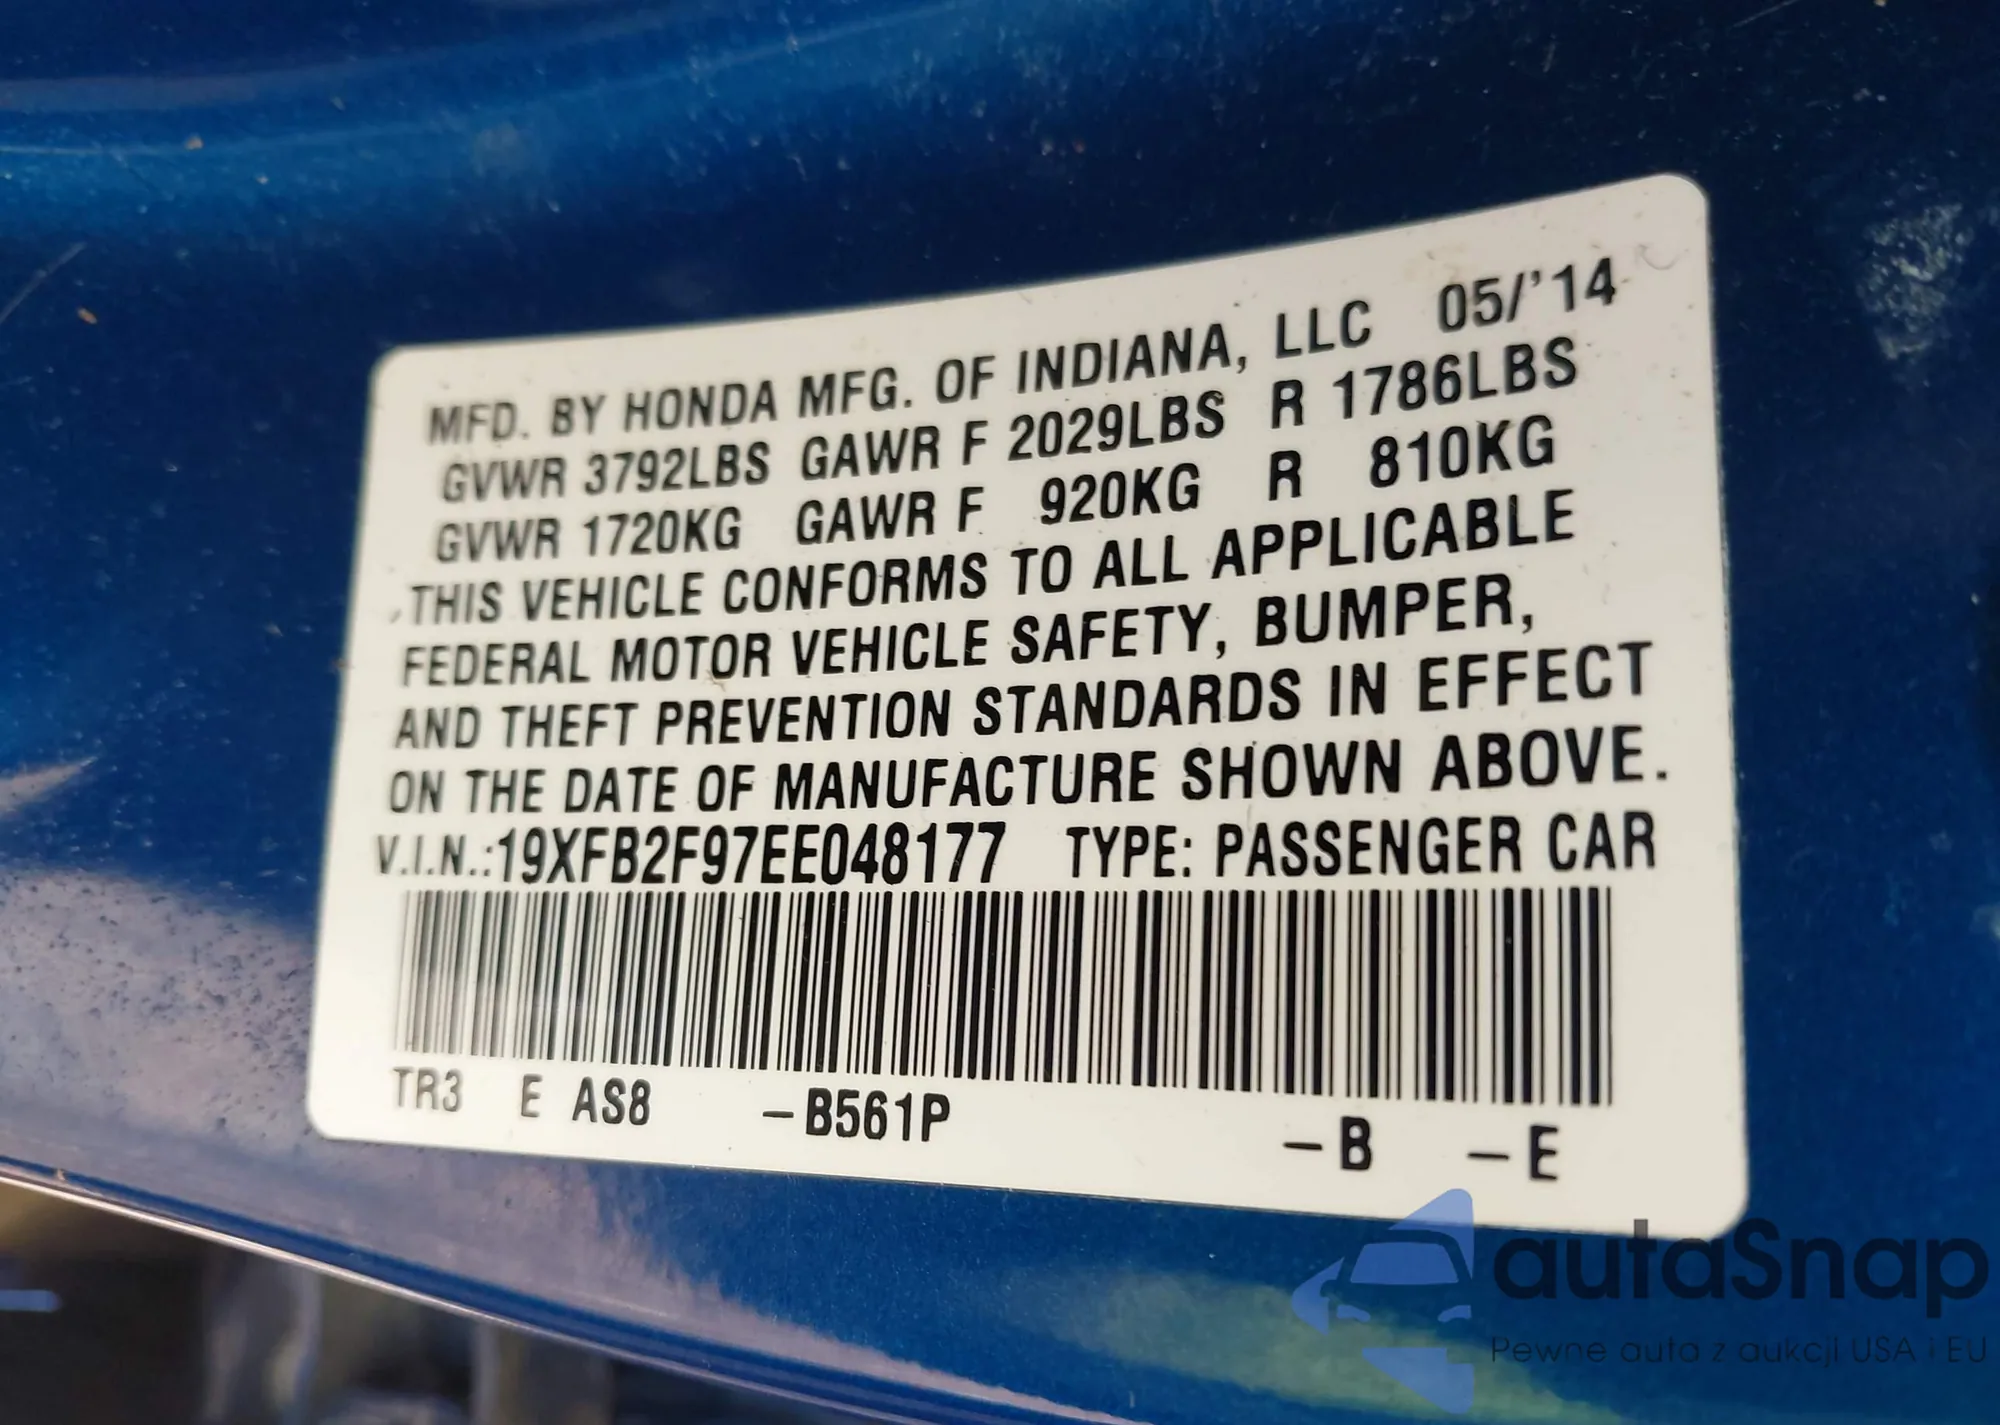 MFD. BY HONDA MFG. OF INDIANA, LLC 05/'14
GVWR 3792LBS GAWR F 2029LBS R 1786LBS
GVWR 1720KG GAWR F 920KG R 810KG
THIS VEHICLE CONFORMS TO ALL APPLICABLE
FEDERAL MOTOR VEHICLE SAFETY, BUMPER,
AND THEFT PREVENTION STANDARDS IN EFFECT
ON THE DATE OF MANUFACTURE SHOWN ABOVE.
V.I.N.:19XFB2F97EE048177 TYPE: PASSENGER CAR
TR3 E AS8 –B561P –B –E
autaSnap
Pewne auta z aukcji USA i EU